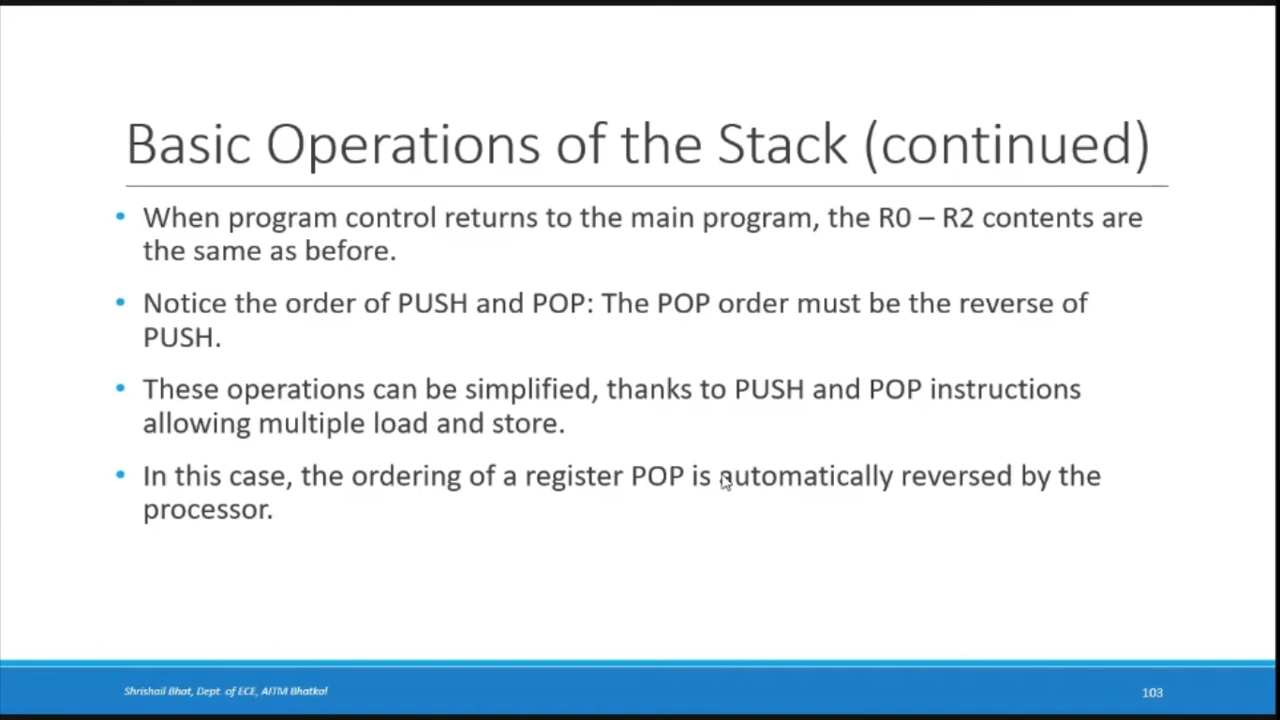 Basic Operations of the Stack (continued)
• When program control returns to the main program, the R0 – R2 contents are
the same as before.
• Notice the order of PUSH and POP: The POP order must be the reverse of
PUSH.
• These operations can be simplified, thanks to PUSH and POP instructions
allowing multiple load and store.
• In this case, the ordering of a register POP is automatically reversed by the
processor.
Shrishail Bhat, Dept. of ECE, AITM Bhatkal
103